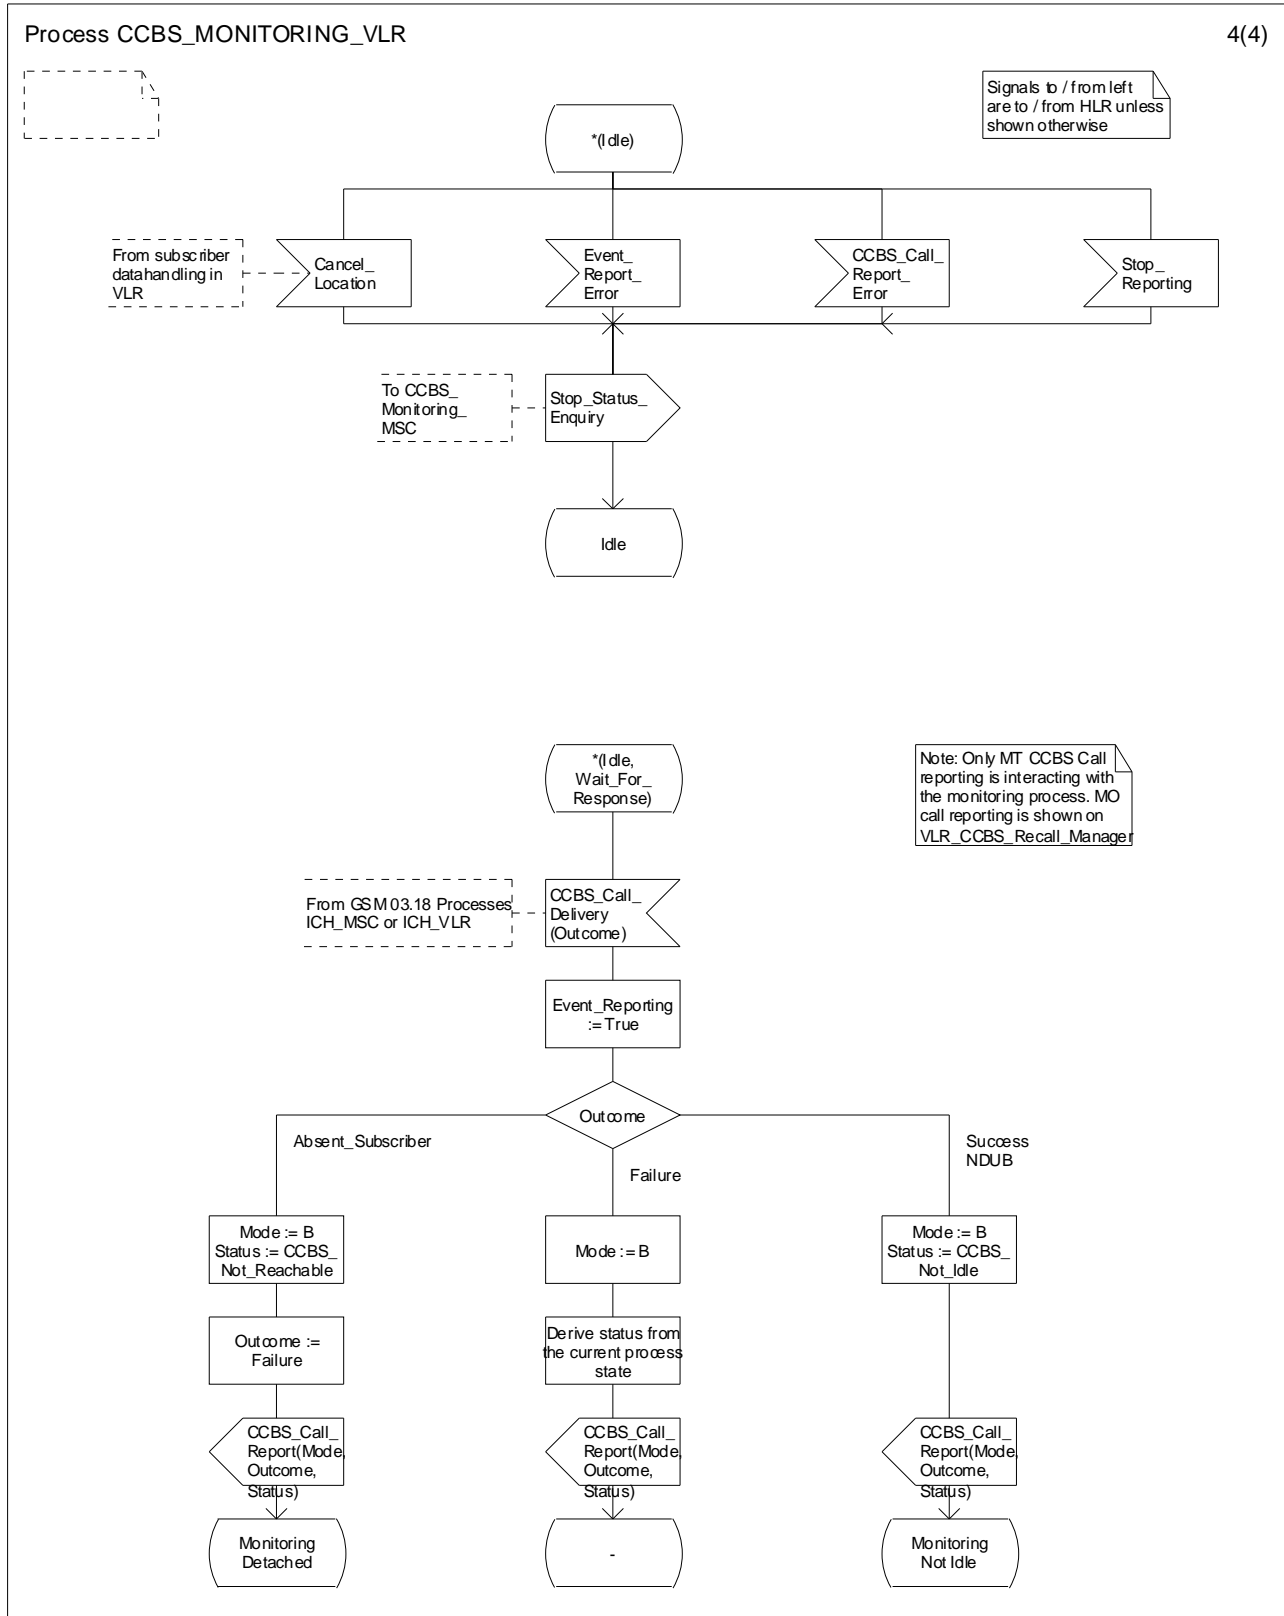 Process CCBS_MONITORING_VLR
4(4)
Signals to / from left
are to / from HLR unless
shown otherwise
*(Idle)
From subscriber
datahandling in
VLR
Cancel_
Location
Event_
Report_
Error
CCBS_Call_
Report_
Error
Stop_
Reporting
To CCBS_
Monitoring_
MSC
Stop_Status_
Enquiry
Idle
*(Idle,
Wait_For_
Response)
Note: Only MT CCBS Call
reporting is interacting with
the monitoring process. MO
call reporting is shown on
VLR_CCBS_Recall_Manager
From GSM 03.18 Processes
ICH_MSC or ICH_VLR
CCBS_Call_
Delivery
(Outcome)
Event_Reporting
:= True
Outcome
Absent_Subscriber
Failure
Success
NDUB
Mode := B
Status := CCBS_
Not_Reachable
Mode := B
Mode := B
Status := CCBS_
Not_Idle
Outcome :=
Failure
Derive status from
the current process
state
CCBS_Call_
Report(Mode,
Outcome,
Status)
CCBS_Call_
Report(Mode,
Outcome,
Status)
CCBS_Call_
Report(Mode,
Outcome,
Status)
Monitoring
Detached
-
Monitoring
Not Idle